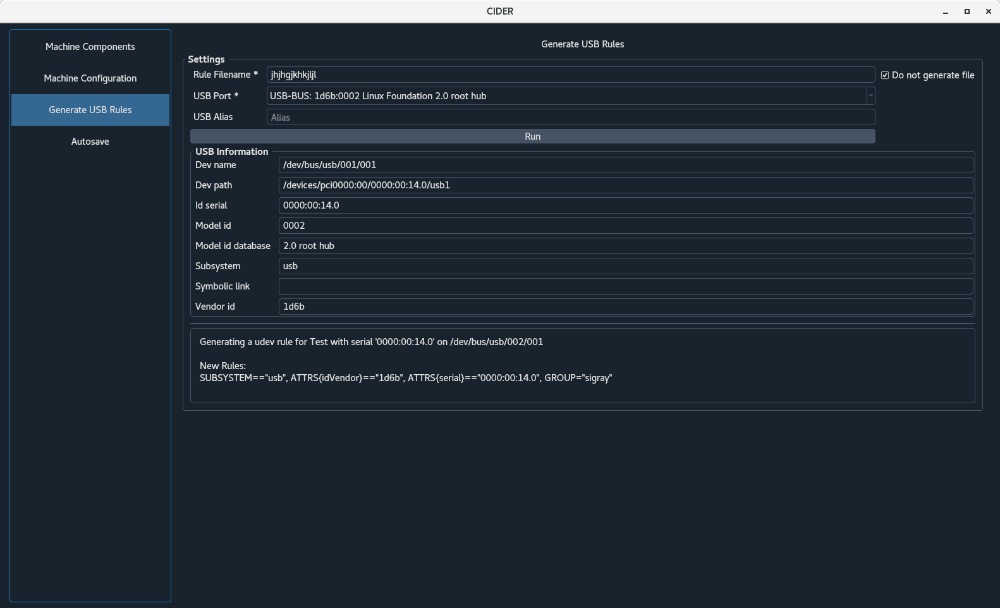 CIDER
Machine Components
Machine Configuration
Generate USB Rules
Autosave
Generate USB Rules
Settings
Rule Filename * jhjhgjkhkjljl Do not generate file
USB Port * USB-BUS: 1d6b:0002 Linux Foundation 2.0 root hub
USB Alias Alias
Run
USB Information
Dev name /dev/bus/usb/001/001
Dev path /devices/pci0000:00/0000:00:14.0/usb1
Id serial 0000:00:14.0
Model id 0002
Model id database 2.0 root hub
Subsystem usb
Symbolic link
Vendor id 1d6b
Generating a udev rule for Test with serial '0000:00:14.0' on /dev/bus/usb/002/001
New Rules:
SUBSYSTEM=="usb", ATTRS{idVendor}=="1d6b", ATTRS{serial}=="0000:00:14.0", GROUP="sigray"